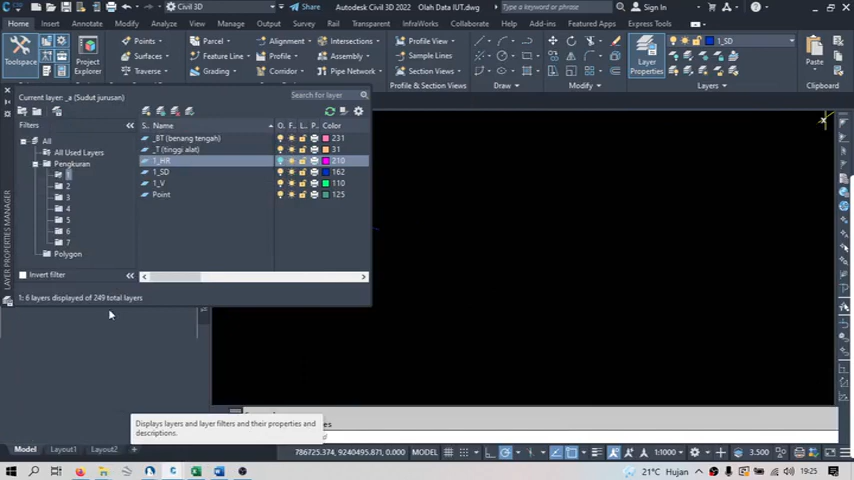 Civil 3D
Share
Autodesk Civil 3D 2022
Olah Data IUT.dwg
Type a keyword or phrase
Sign In
Home
Insert
Annotate
Modify
Analyze
View
Manage
Output
Survey
Rail
Transparent
InfraWorks
Collaborate
Help
Add-ins
Featured Apps
Express Tools
Toolspace
Project
Explorer
Points
Surfaces
Traverse
Parcel
Feature Line
Grading
Alignment
Profile
Corridor
Intersections
Assembly
Pipe Network
Profile View
Sample Lines
Section Views
Profile & Section Views
Draw
Modify
Layer
Properties
1_SD
Layers
Paste
Clipboard
Current layer: _a (Sudut jurusan)
Search for layer
Filters
S.. Name O. F.. L.. P.. Color
All
All Used Layers
Pengkuran
1
2
3
4
5
6
7
Polygon
_BT (benang tengah) 231
_T (tinggi alat) 31
1_HR 210
1_SD 162
1_V 110
Point 125
Invert filter
1: 6 layers displayed of 249 total layers
LAYER PROPERTIES MANAGER
Displays layers and layer filters and their properties and
descriptions.
Model
Layout1
Layout2
+
786725.374, 9240495.871, 0.000
MODEL
1:1000
3.500
21°C Hujan
19:25